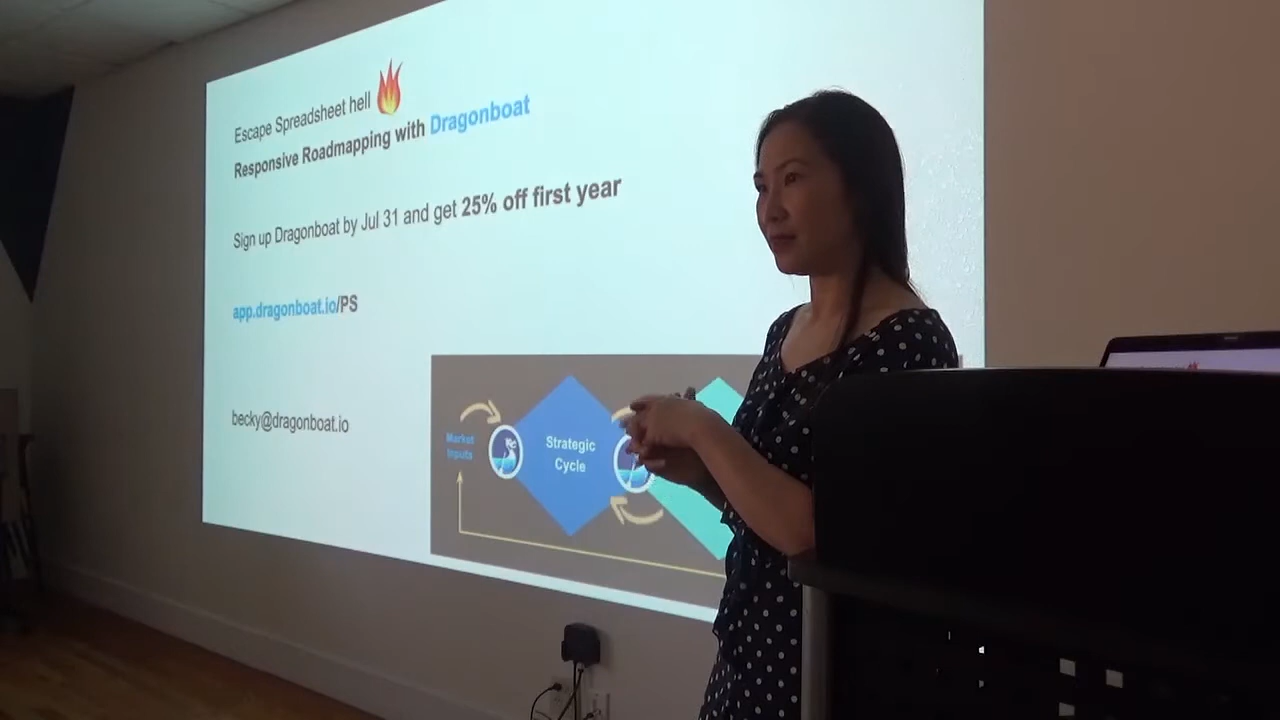 Escape Spreadsheet hell
Responsive Roadmapping with Dragonboat
Sign up Dragonboat by Jul 31 and get 25% off first year
app.dragonboat.io/PS
becky@dragonboat.io
Market
Inputs
Strategic
Cycle